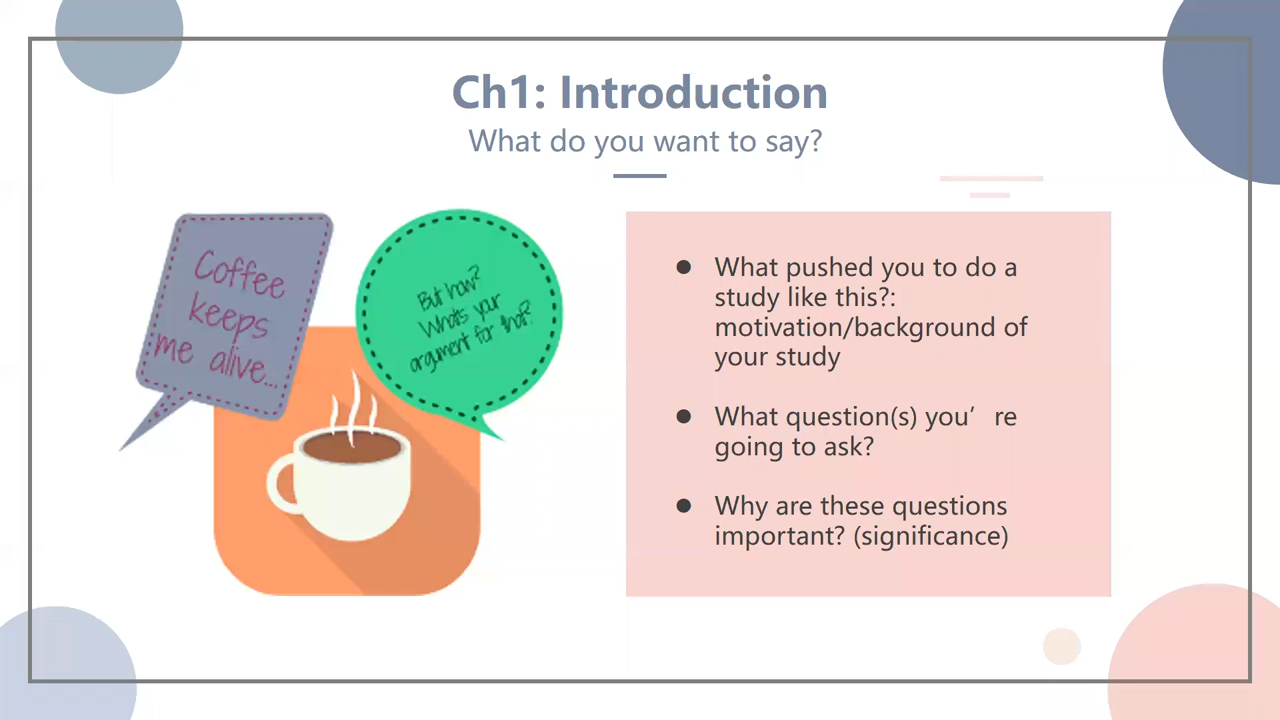 Ch1: Introduction
What do you want to say?
Coffee
keeps
me alive...
But how?
What's your
argument for that?
● What pushed you to do a
study like this?:
motivation/background of
your study
● What question(s) you’ re
going to ask?
● Why are these questions
important? (significance)